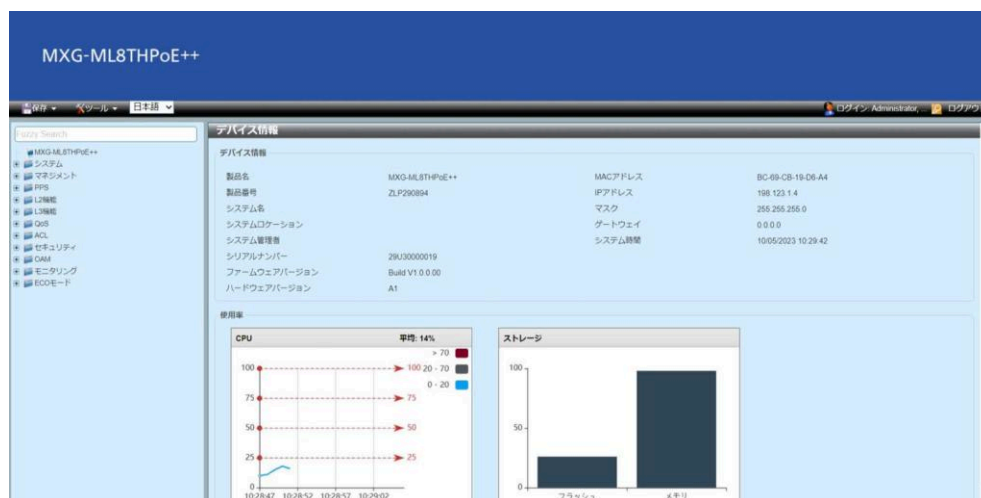 MXG-ML8THPoE++
保存 ツール 日本語 ログイン: Administrator, ... ログアウ
Fuzzy Search
MXG-ML8THPoE++
システム
マネジメント
PPS
L2機能
L3機能
QoS
ACL
セキュリティ
OAM
モニタリング
ECOモード
デバイス情報
デバイス情報
製品名 MXG-ML8THPoE++ MACアドレス BC-69-CB-19-D6-A4
製品番号 ZLP290894 IPアドレス 198.123.1.4
システム名 マスク 255.255.255.0
システムロケーション ゲートウェイ 0.0.0.0
システム管理者 システム時間 10/05/2023 10:29:42
シリアルナンバー 29U30000019
ファームウェアバージョン Build V1.0.0.00
ハードウェアバージョン A1
使用率
CPU 平均: 14%
> 70
20 - 70
0 - 20
100 100
75 75
50 50
25 25
0
10:28:47 10:28:52 10:28:57 10:29:02
ストレージ
100
50
0
フラッシュ メモリ